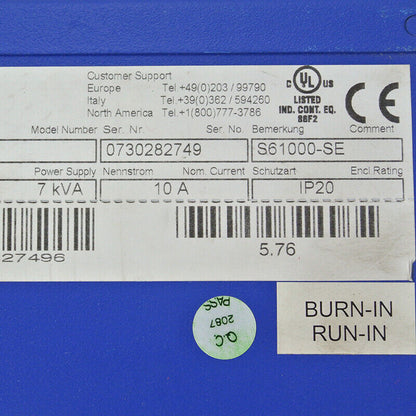 Customer Support
Europe Tel.+49(0)203 / 99790
Italy Tel.+39(0)362 / 594260
North America Tel.+1(800)777-3786
C UL US
LISTED
IND. CONT. EQ.
86F2
CE
Model Number Ser. Nr. Ser. No. Bemerkung Comment
0730282749 S61000-SE
Power Supply Nennstrom Nom. Current Schutzart Encl.Rating
7 kVA 10 A IP20
27496 5.76
Q.C
2087
PASS
BURN-IN
RUN-IN